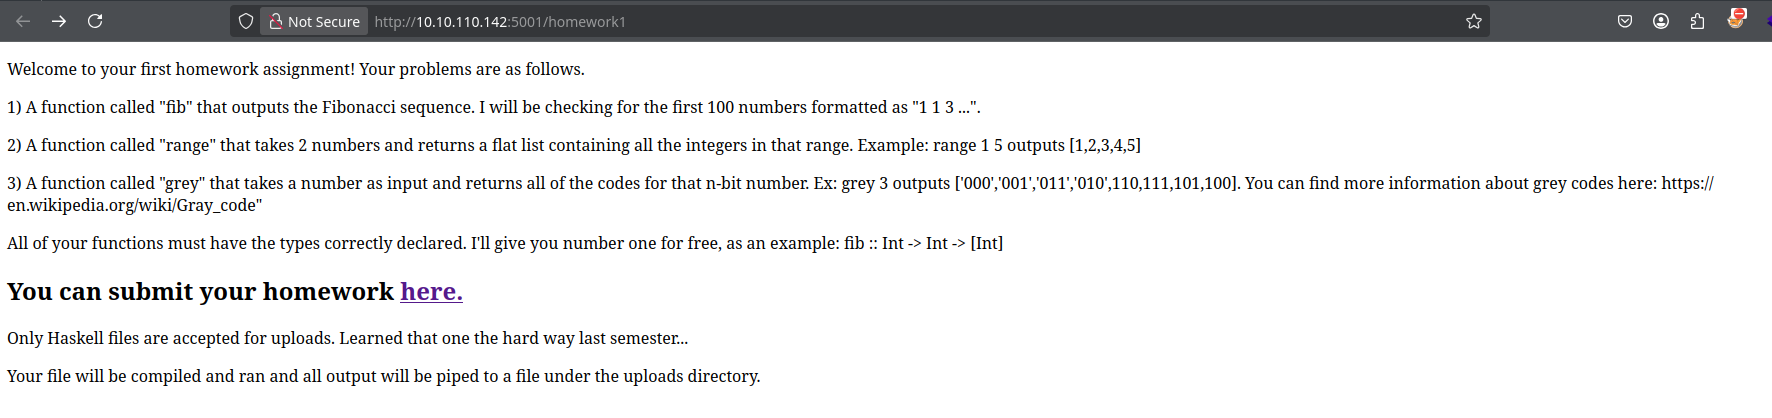 Not Secure http://10.10.110.142:5001/homework1
Welcome to your first homework assignment! Your problems are as follows.
1) A function called "fib" that outputs the Fibonacci sequence. I will be checking for the first 100 numbers formatted as "1 1 3 ...".
2) A function called "range" that takes 2 numbers and returns a flat list containing all the integers in that range. Example: range 1 5 outputs [1,2,3,4,5]
3) A function called "grey" that takes a number as input and returns all of the codes for that n-bit number. Ex: grey 3 outputs ['000','001','011','010',110,111,101,100]. You can find more information about grey codes here: https://
en.wikipedia.org/wiki/Gray_code"
All of your functions must have the types correctly declared. I'll give you number one for free, as an example: fib :: Int -> Int -> [Int]
You can submit your homework here.
Only Haskell files are accepted for uploads. Learned that one the hard way last semester...
Your file will be compiled and ran and all output will be piped to a file under the uploads directory.